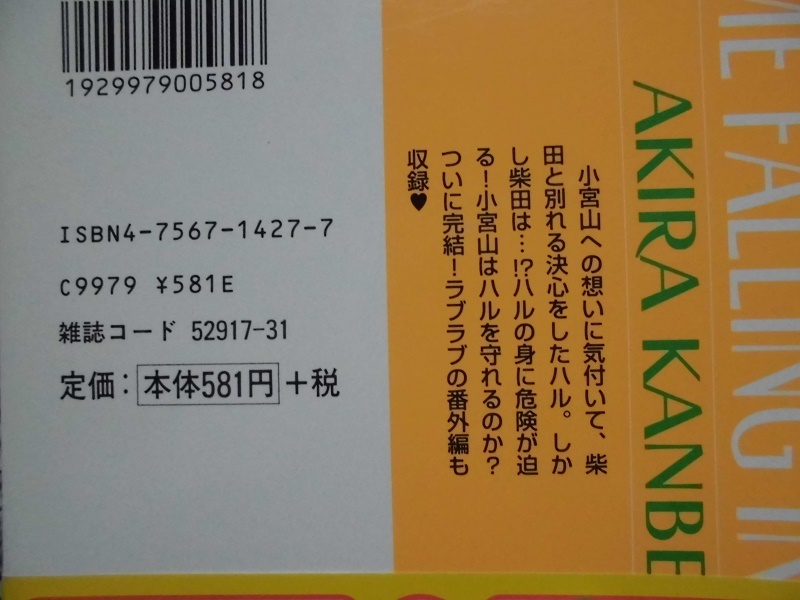 1929979005818
ISBN4-7567-1427-7
C9979 ¥581E
雑誌コード 52917-31
定価：本体581円＋税
小宮山への想いに気付いて、柴
田と別れる決心をしたハル。しか
し柴田は…!?ハルの身に危険が迫
る！小宮山はハルを守れるのか？
ついに完結！ラブラブの番外編も
収録♥
AKIRA KANBE
ME FALLING IN